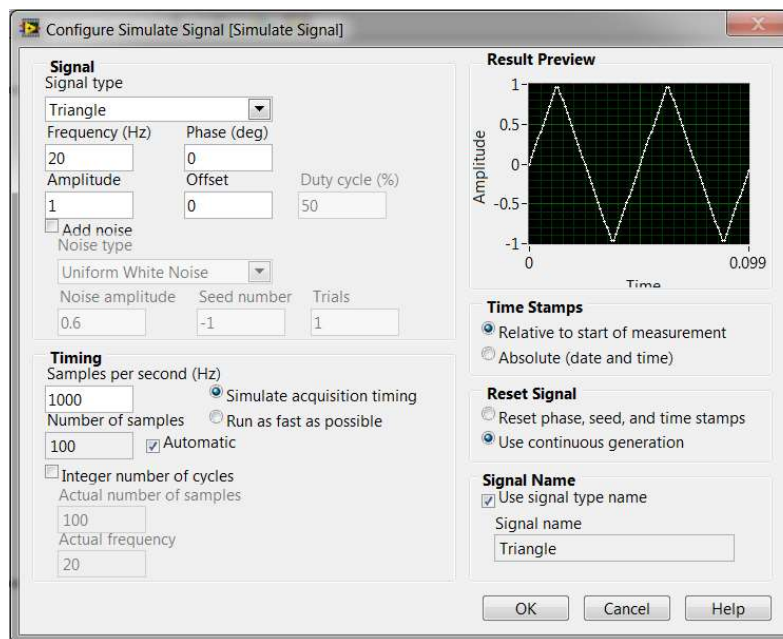 Configure Simulate Signal [Simulate Signal]
Signal
Signal type
Triangle
Frequency (Hz) Phase (deg)
20 0
Amplitude Offset Duty cycle (%)
1 0 50
Add noise
Noise type
Uniform White Noise
Noise amplitude Seed number Trials
0.6 -1 1
Timing
Samples per second (Hz)
1000 Simulate acquisition timing
Number of samples Run as fast as possible
100 Automatic
Integer number of cycles
Actual number of samples
100
Actual frequency
20
Result Preview
Amplitude
1
0.5
0
-0.5
-1
0 0.099
Time
Time Stamps
Relative to start of measurement
Absolute (date and time)
Reset Signal
Reset phase, seed, and time stamps
Use continuous generation
Signal Name
Use signal type name
Signal name
Triangle
OK Cancel Help